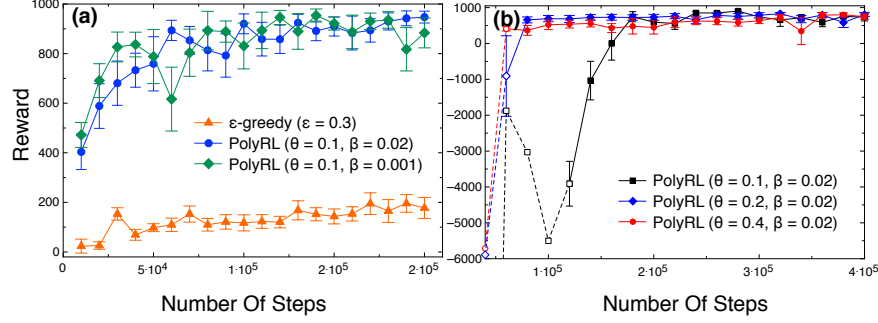 (a)
1000
800
600
400
200
0
Reward
ε-greedy (ε = 0.3)
PolyRL (θ = 0.1, β = 0.02)
PolyRL (θ = 0.1, β = 0.001)
0 5·10⁴ 1·10⁵ 2·10⁵ 2·10⁵
Number Of Steps
(b)
1000
0
−1000
−2000
−3000
−4000
−5000
−6000
PolyRL (θ = 0.1, β = 0.02)
PolyRL (θ = 0.2, β = 0.02)
PolyRL (θ = 0.4, β = 0.02)
1·10⁵ 2·10⁵ 3·10⁵ 4·10⁵
Number Of Steps